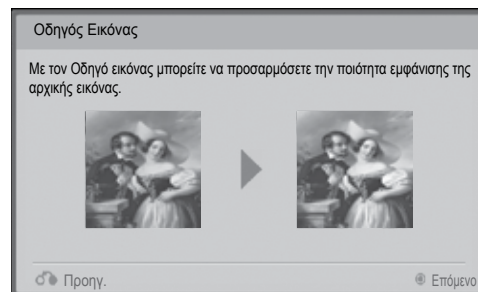 Οδηγός Εικόνας
Με τον Οδηγό εικόνας μπορείτε να προσαρμόσετε την ποιότητα εμφάνισης της
αρχικής εικόνας.
Προηγ.
Επόμενο